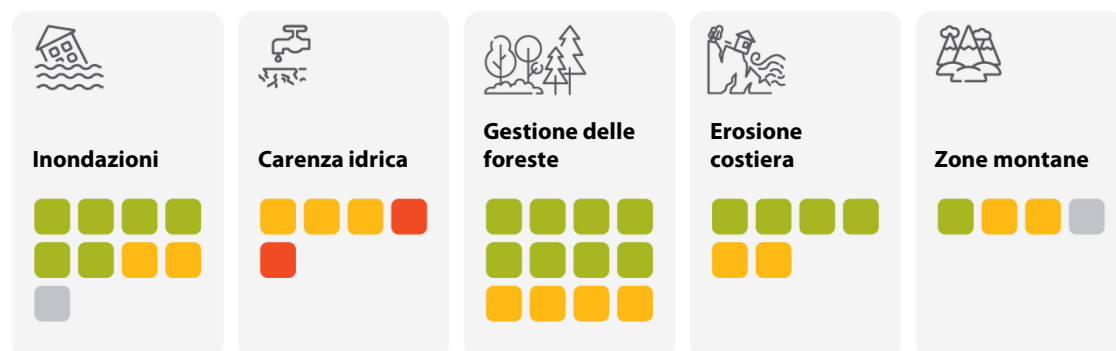 Inondazioni
Carenza idrica
Gestione delle
foreste
Erosione
costiera
Zone montane